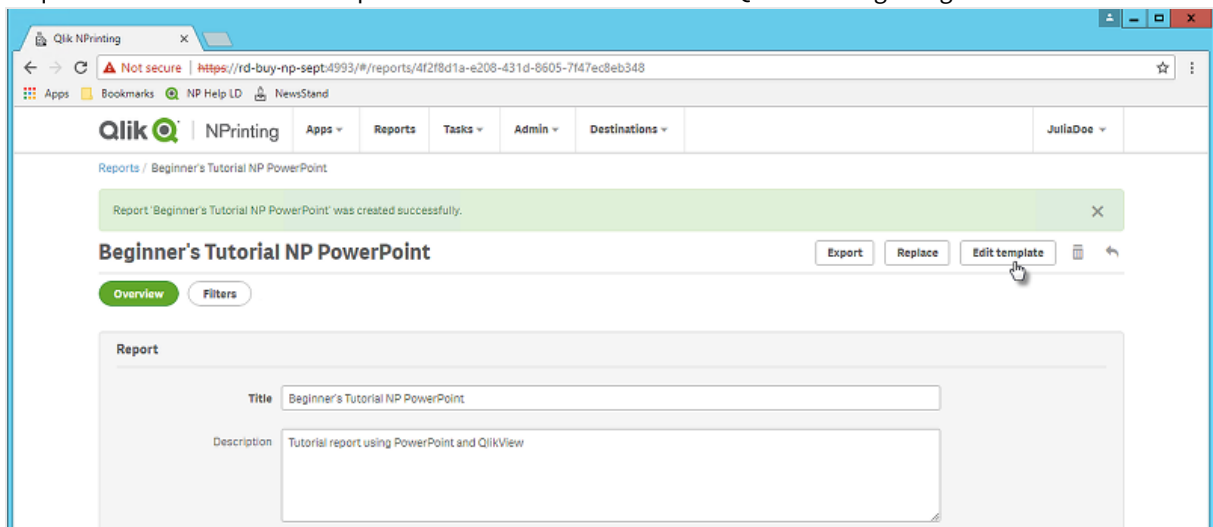 Qlik NPrinting
Not secure | https://rd-buy-np-sept:4993/#/reports/4f2f8d1a-e208-431d-8605-7f47ec8eb348
Apps Bookmarks NP Help LD NewsStand
Qlik NPrinting Apps Reports Tasks Admin Destinations JuliaDoe
Reports / Beginner's Tutorial NP PowerPoint
Report 'Beginner's Tutorial NP PowerPoint' was created successfully.
Beginner's Tutorial NP PowerPoint Export Replace Edit template
Overview Filters
Report
Title Beginner's Tutorial NP PowerPoint
Description Tutorial report using PowerPoint and QlikView